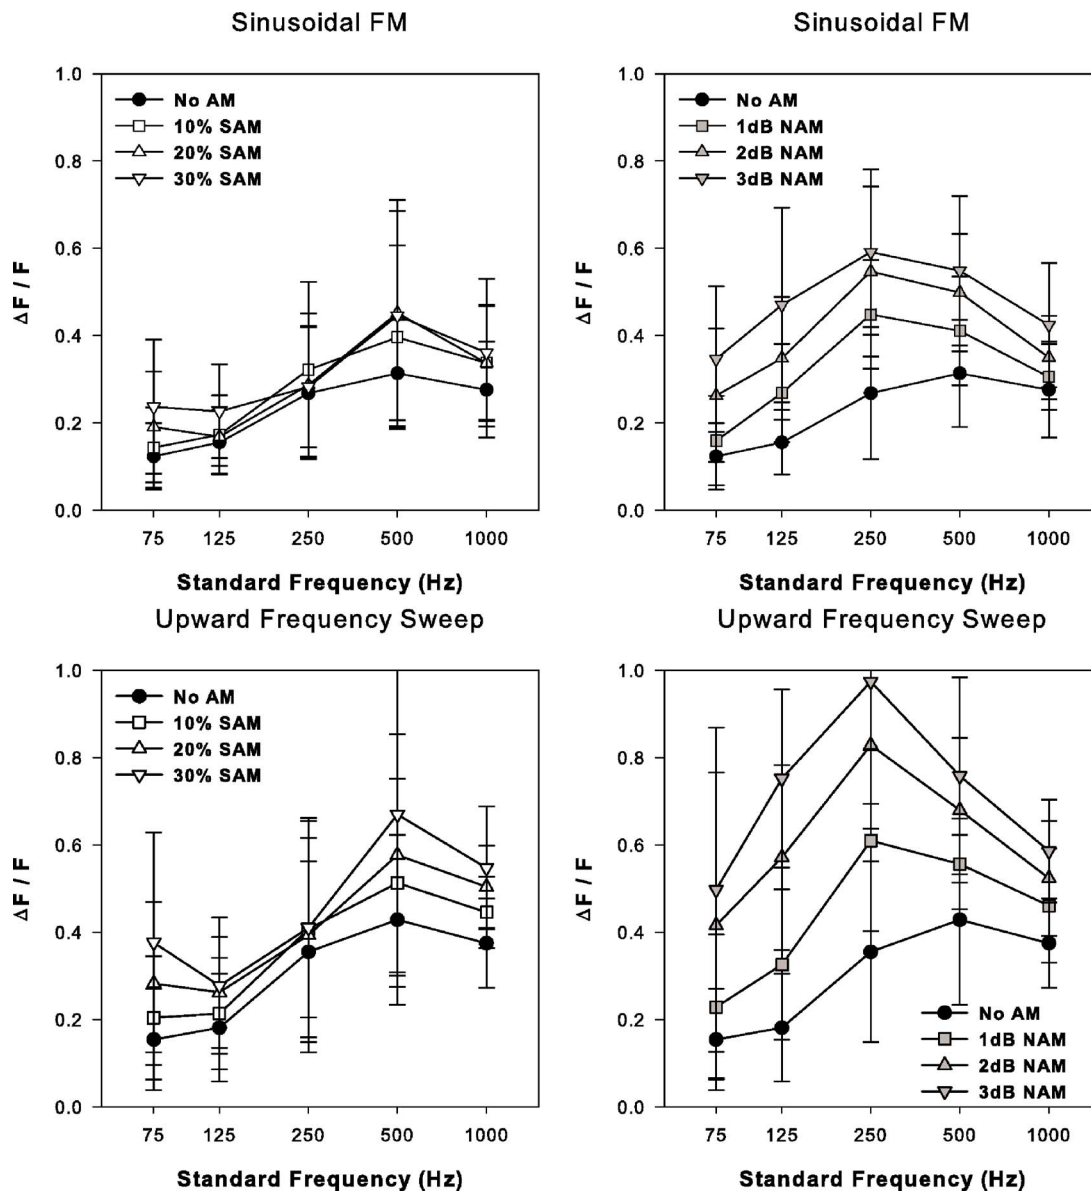 Sinusoidal FM
1.0
0.8
0.6
0.4
0.2
0.0
ΔF / F
No AM
10% SAM
20% SAM
30% SAM
75 125 250 500 1000
Standard Frequency (Hz)
Sinusoidal FM
1.0
0.8
0.6
0.4
0.2
0.0
ΔF / F
No AM
1dB NAM
2dB NAM
3dB NAM
75 125 250 500 1000
Standard Frequency (Hz)
Upward Frequency Sweep
1.0
0.8
0.6
0.4
0.2
0.0
ΔF / F
No AM
10% SAM
20% SAM
30% SAM
75 125 250 500 1000
Standard Frequency (Hz)
Upward Frequency Sweep
1.0
0.8
0.6
0.4
0.2
0.0
ΔF / F
No AM
1dB NAM
2dB NAM
3dB NAM
75 125 250 500 1000
Standard Frequency (Hz)